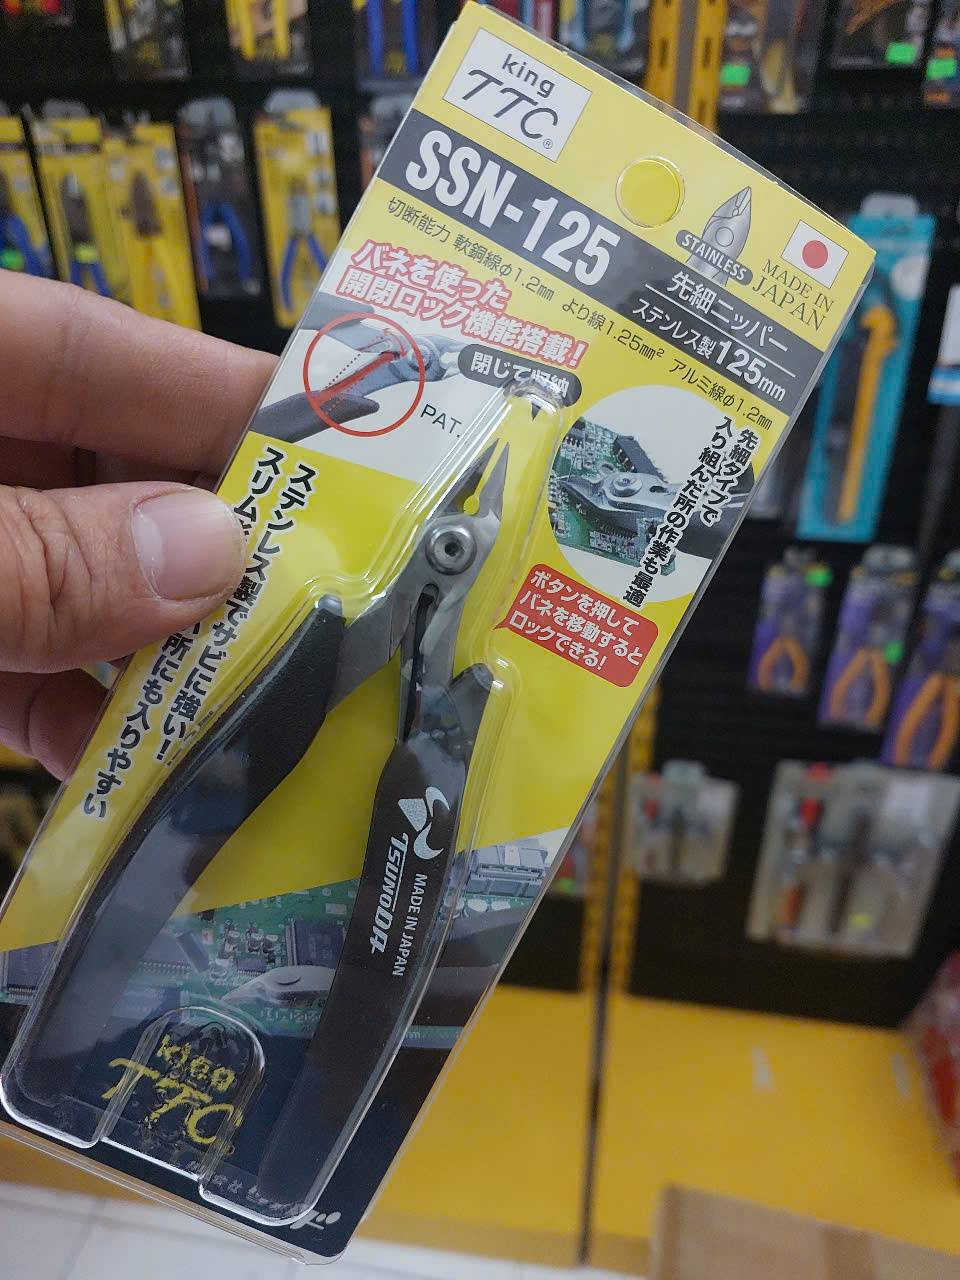 king
TTC®
SSN-125
STAINLESS
MADE IN
JAPAN
先細ニッパー
ステンレス製125mm
切断能力 軟銅線φ1.2mm より線1.25mm² アルミ線φ1.2mm
バネを使った
開閉ロック機能搭載!
閉じて収納
PAT.
先細タイプで
入り組んだ所の作業も最適
ボタンを押して
バネを移動すると
ロックできる!
ステンレス製でサビに強い!!
スリム
所にも入りやすい
TSUNODA
MADE IN JAPAN
king
TTC